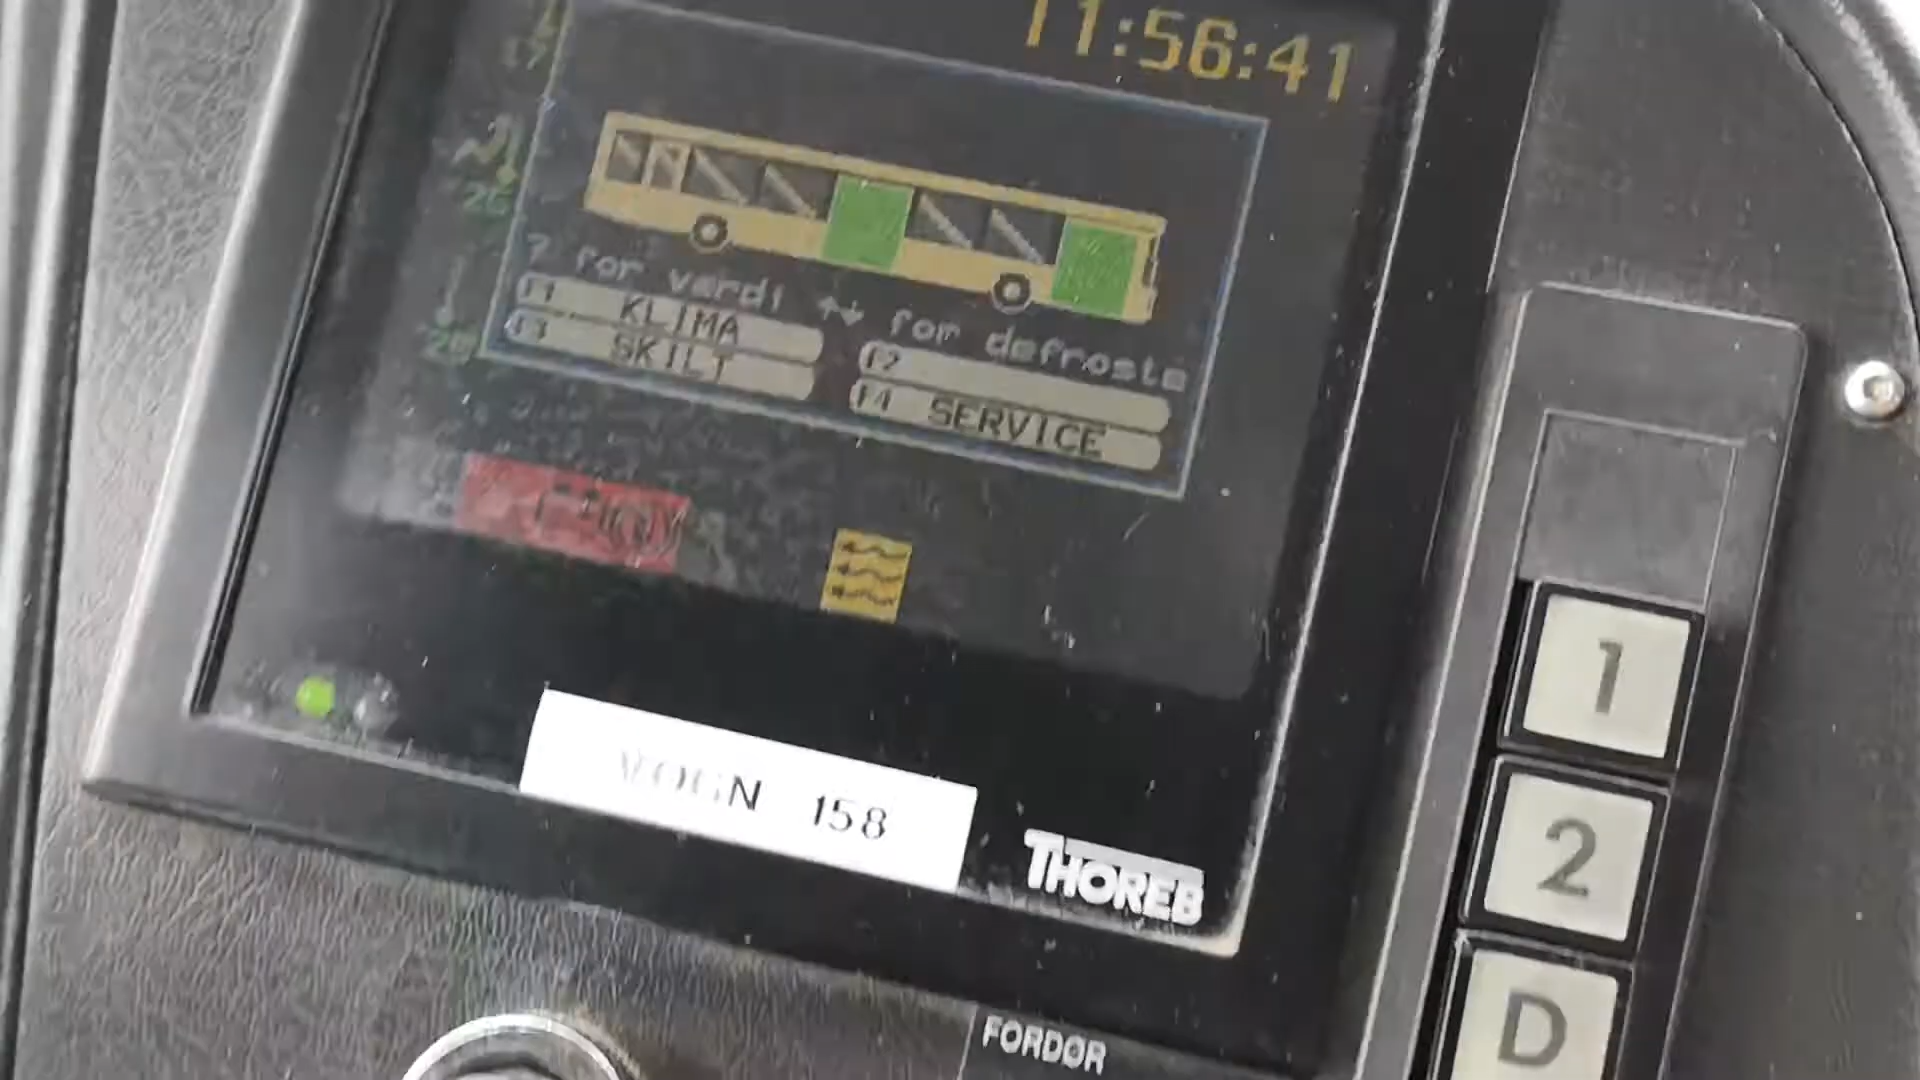 11:56:41
? for værdi ↑↓ for defroste
F1 KLIMA
F2
F3 SKILT
F4 SERVICE
VOGN 158
THOREB
FORDØR
1
2
D